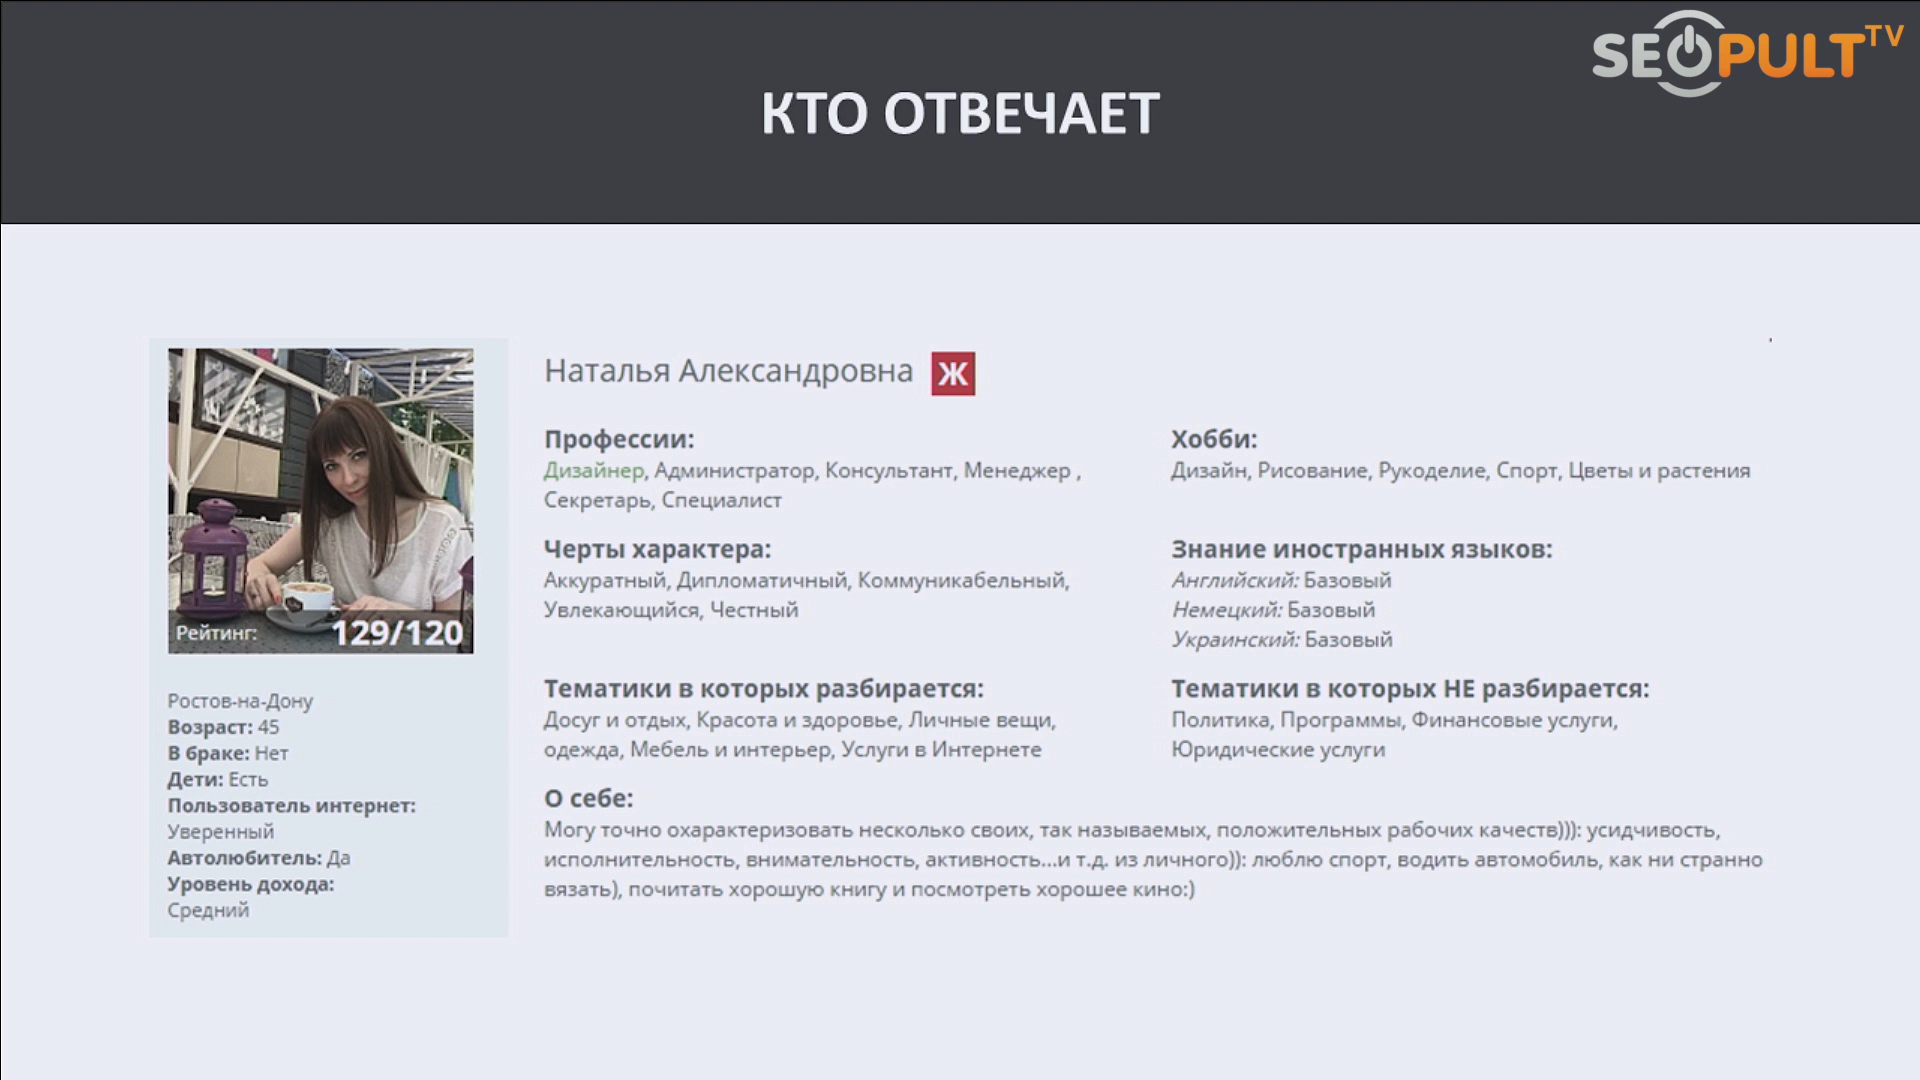 SEOPULT TV
КТО ОТВЕЧАЕТ
Наталья Александровна Ж
Рейтинг: 129/120
Ростов-на-Дону
Возраст: 45
В браке: Нет
Дети: Есть
Пользователь интернет:
Уверенный
Автолюбитель: Да
Уровень дохода:
Средний
Профессии:
Дизайнер, Администратор, Консультант, Менеджер ,
Секретарь, Специалист
Хобби:
Дизайн, Рисование, Рукоделие, Спорт, Цветы и растения
Черты характера:
Аккуратный, Дипломатичный, Коммуникабельный,
Увлекающийся, Честный
Знание иностранных языков:
Английский: Базовый
Немецкий: Базовый
Украинский: Базовый
Тематики в которых разбирается:
Досуг и отдых, Красота и здоровье, Личные вещи,
одежда, Мебель и интерьер, Услуги в Интернете
Тематики в которых НЕ разбирается:
Политика, Программы, Финансовые услуги,
Юридические услуги
О себе:
Могу точно охарактеризовать несколько своих, так называемых, положительных рабочих качеств))): усидчивость,
исполнительность, внимательность, активность...и т.д. из личного)): люблю спорт, водить автомобиль, как ни странно
вязать), почитать хорошую книгу и посмотреть хорошее кино:)